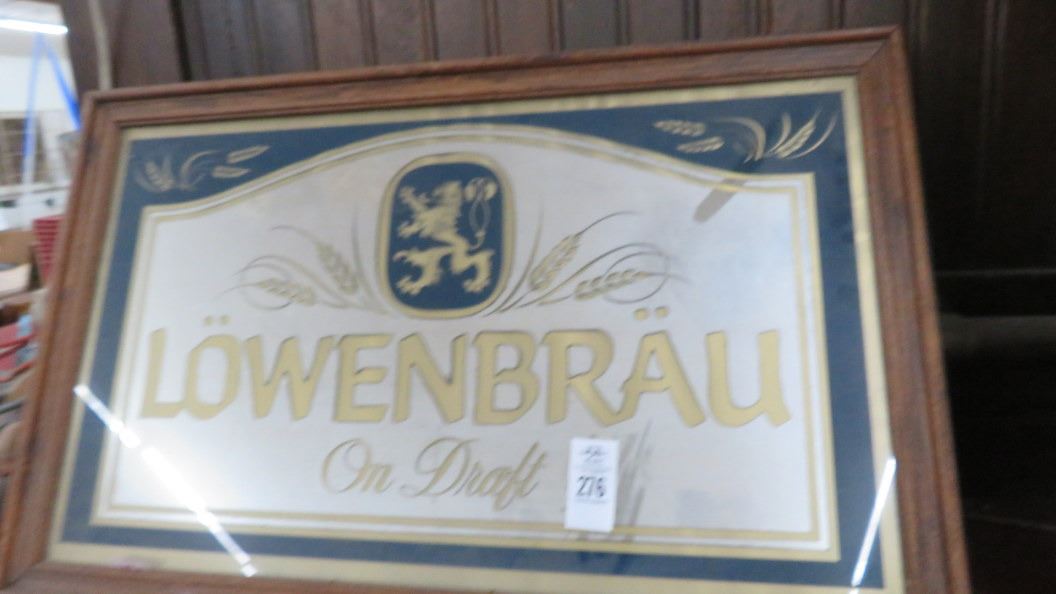 LÖWENBRÄU
On Draft
276